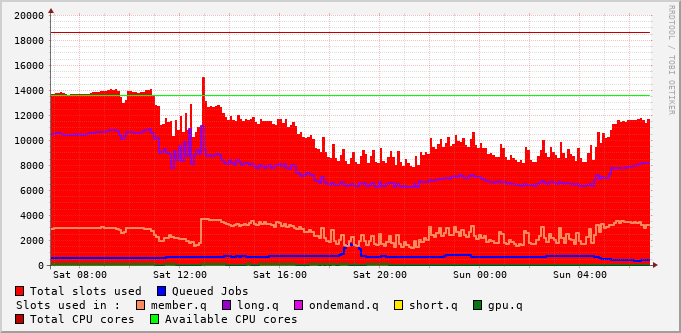 20000
18000
16000
14000
12000
10000
8000
6000
4000
2000
0
Sat 08:00 Sat 12:00 Sat 16:00 Sat 20:00 Sun 00:00 Sun 04:00
RRDTOOL / TOBI OETIKER
Total slots used Queued Jobs
Slots used in : member.q long.q ondemand.q short.q gpu.q
Total CPU cores Available CPU cores